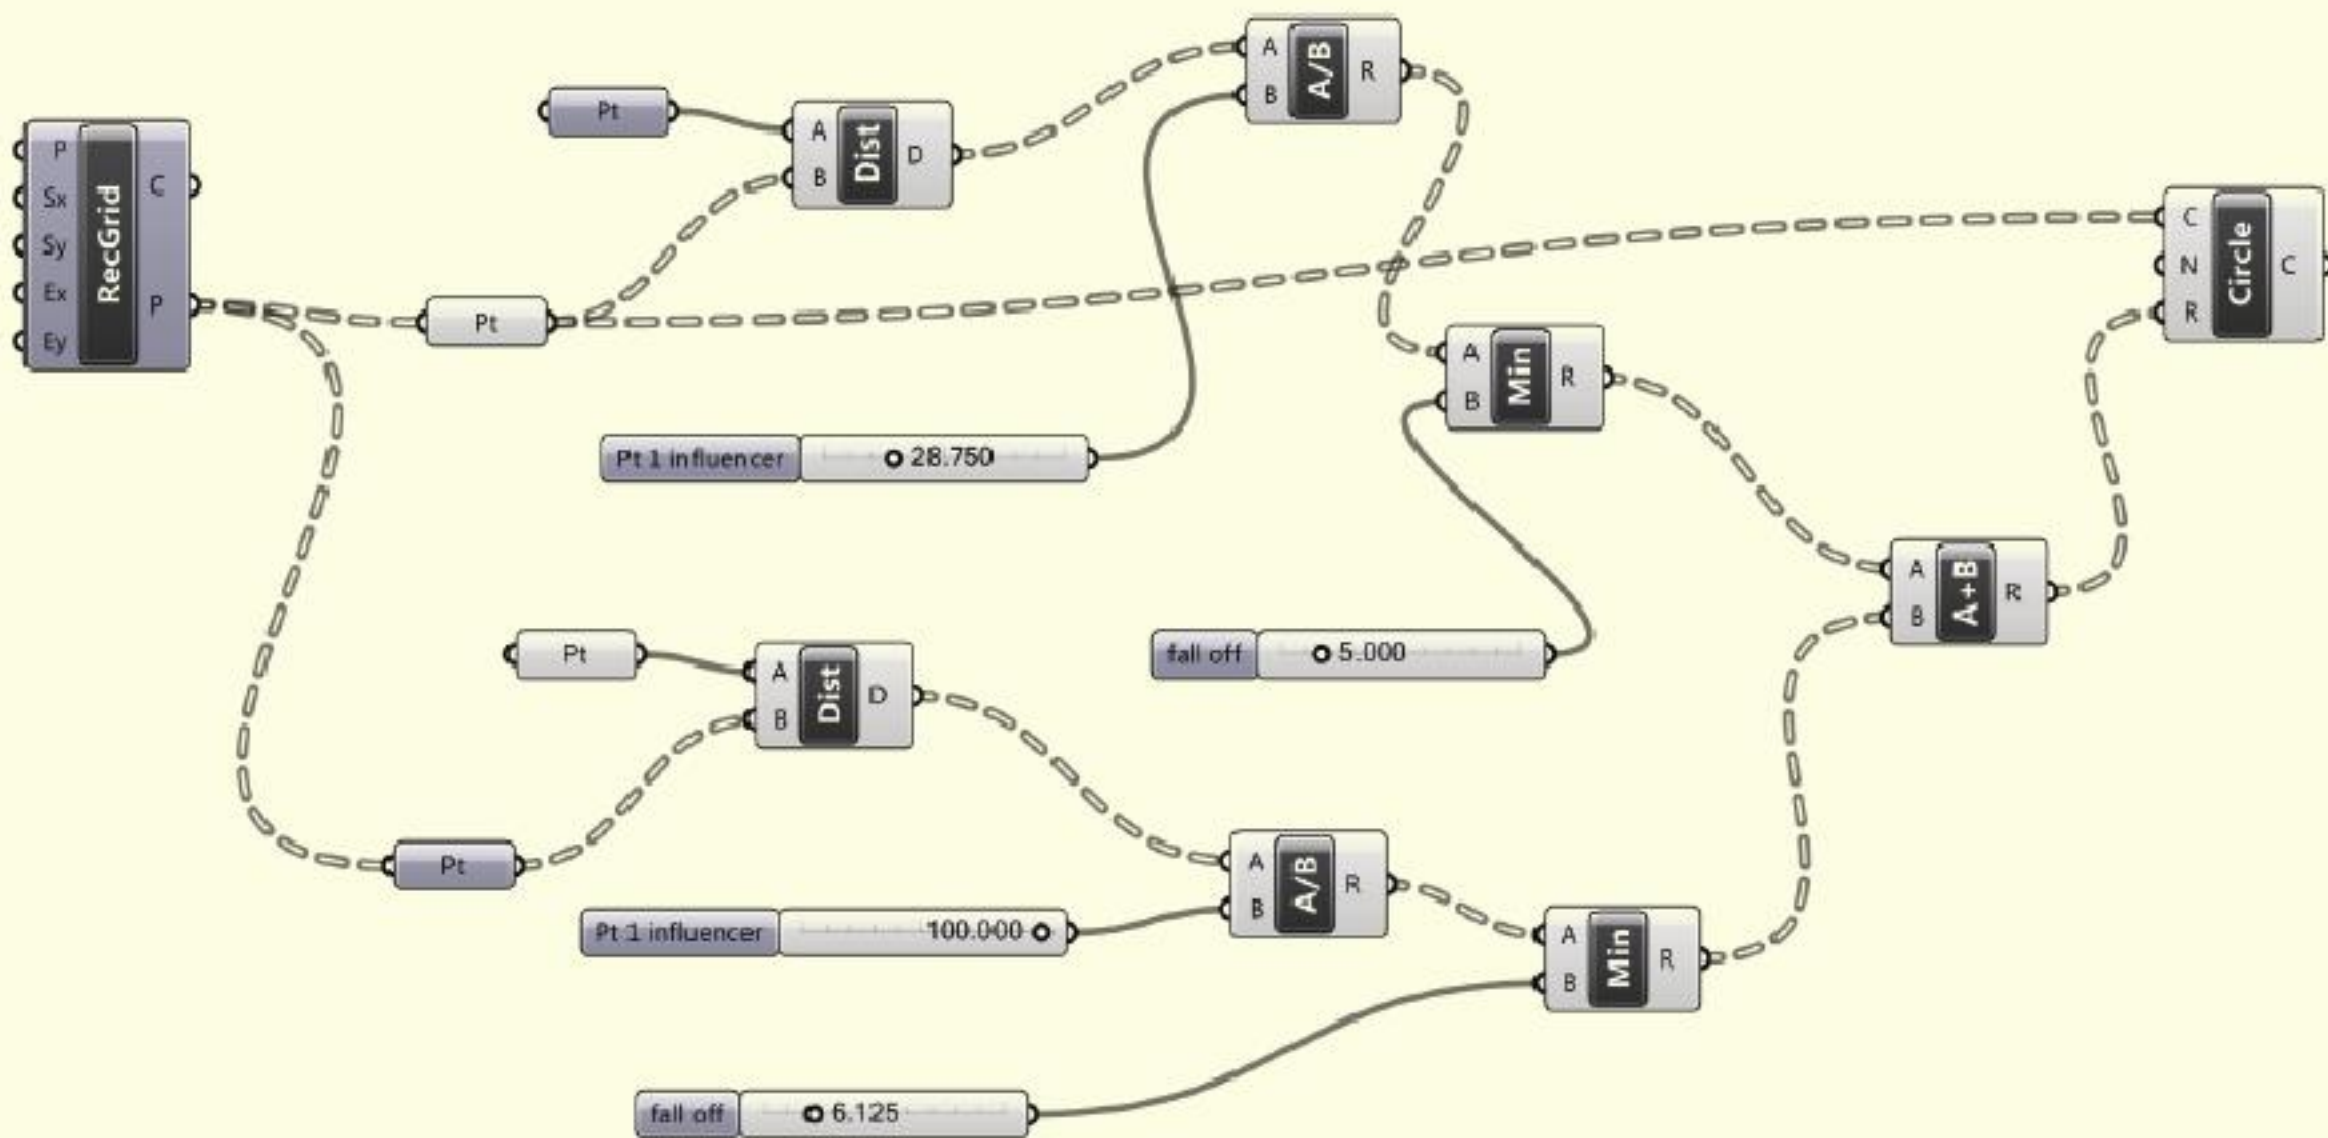 P
Sx
Sy
Ex
Ey
RecGrid
C
P
Pt
Pt
A
B
Dist
D
A
B
A/B
R
Pt 1 influencer
28.750
A
B
Min
R
C
N
R
Circle
C
Pt
A
B
Dist
D
fall off
5.000
A
B
A+B
R
Pt
Pt 1 influencer
100.000
A
B
A/B
R
A
B
Min
R
fall off
6.125